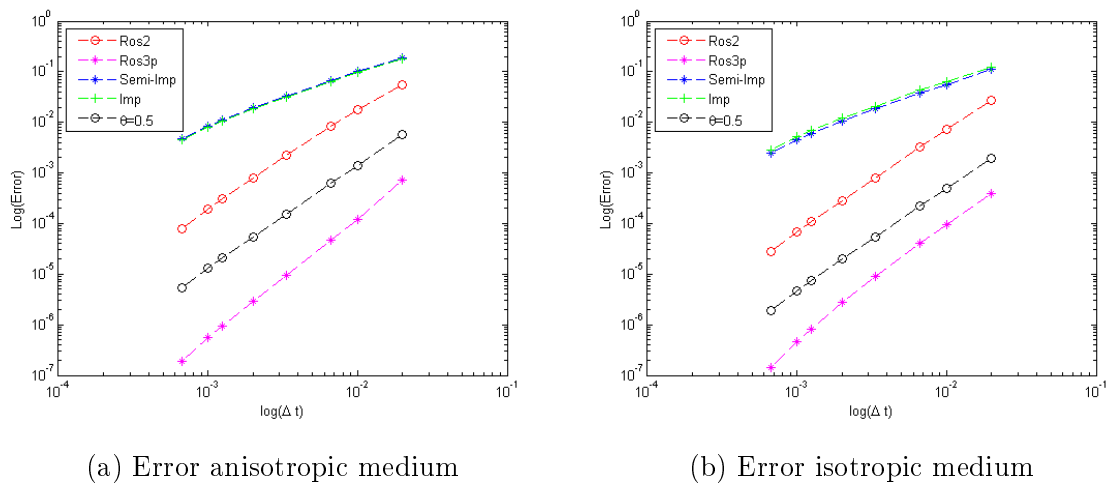 10^0
10^-1
10^-2
10^-3
10^-4
10^-5
10^-6
10^-7
Log(Error)
Ros2
Ros3p
Semi-Imp
Imp
θ=0.5
10^-4
10^-3
10^-2
10^-1
log(Δ t)
(a) Error anisotropic medium
10^0
10^-1
10^-2
10^-3
10^-4
10^-5
10^-6
10^-7
Log(Error)
Ros2
Ros3p
Semi-Imp
Imp
θ=0.5
10^-4
10^-3
10^-2
10^-1
log(Δ t)
(b) Error isotropic medium